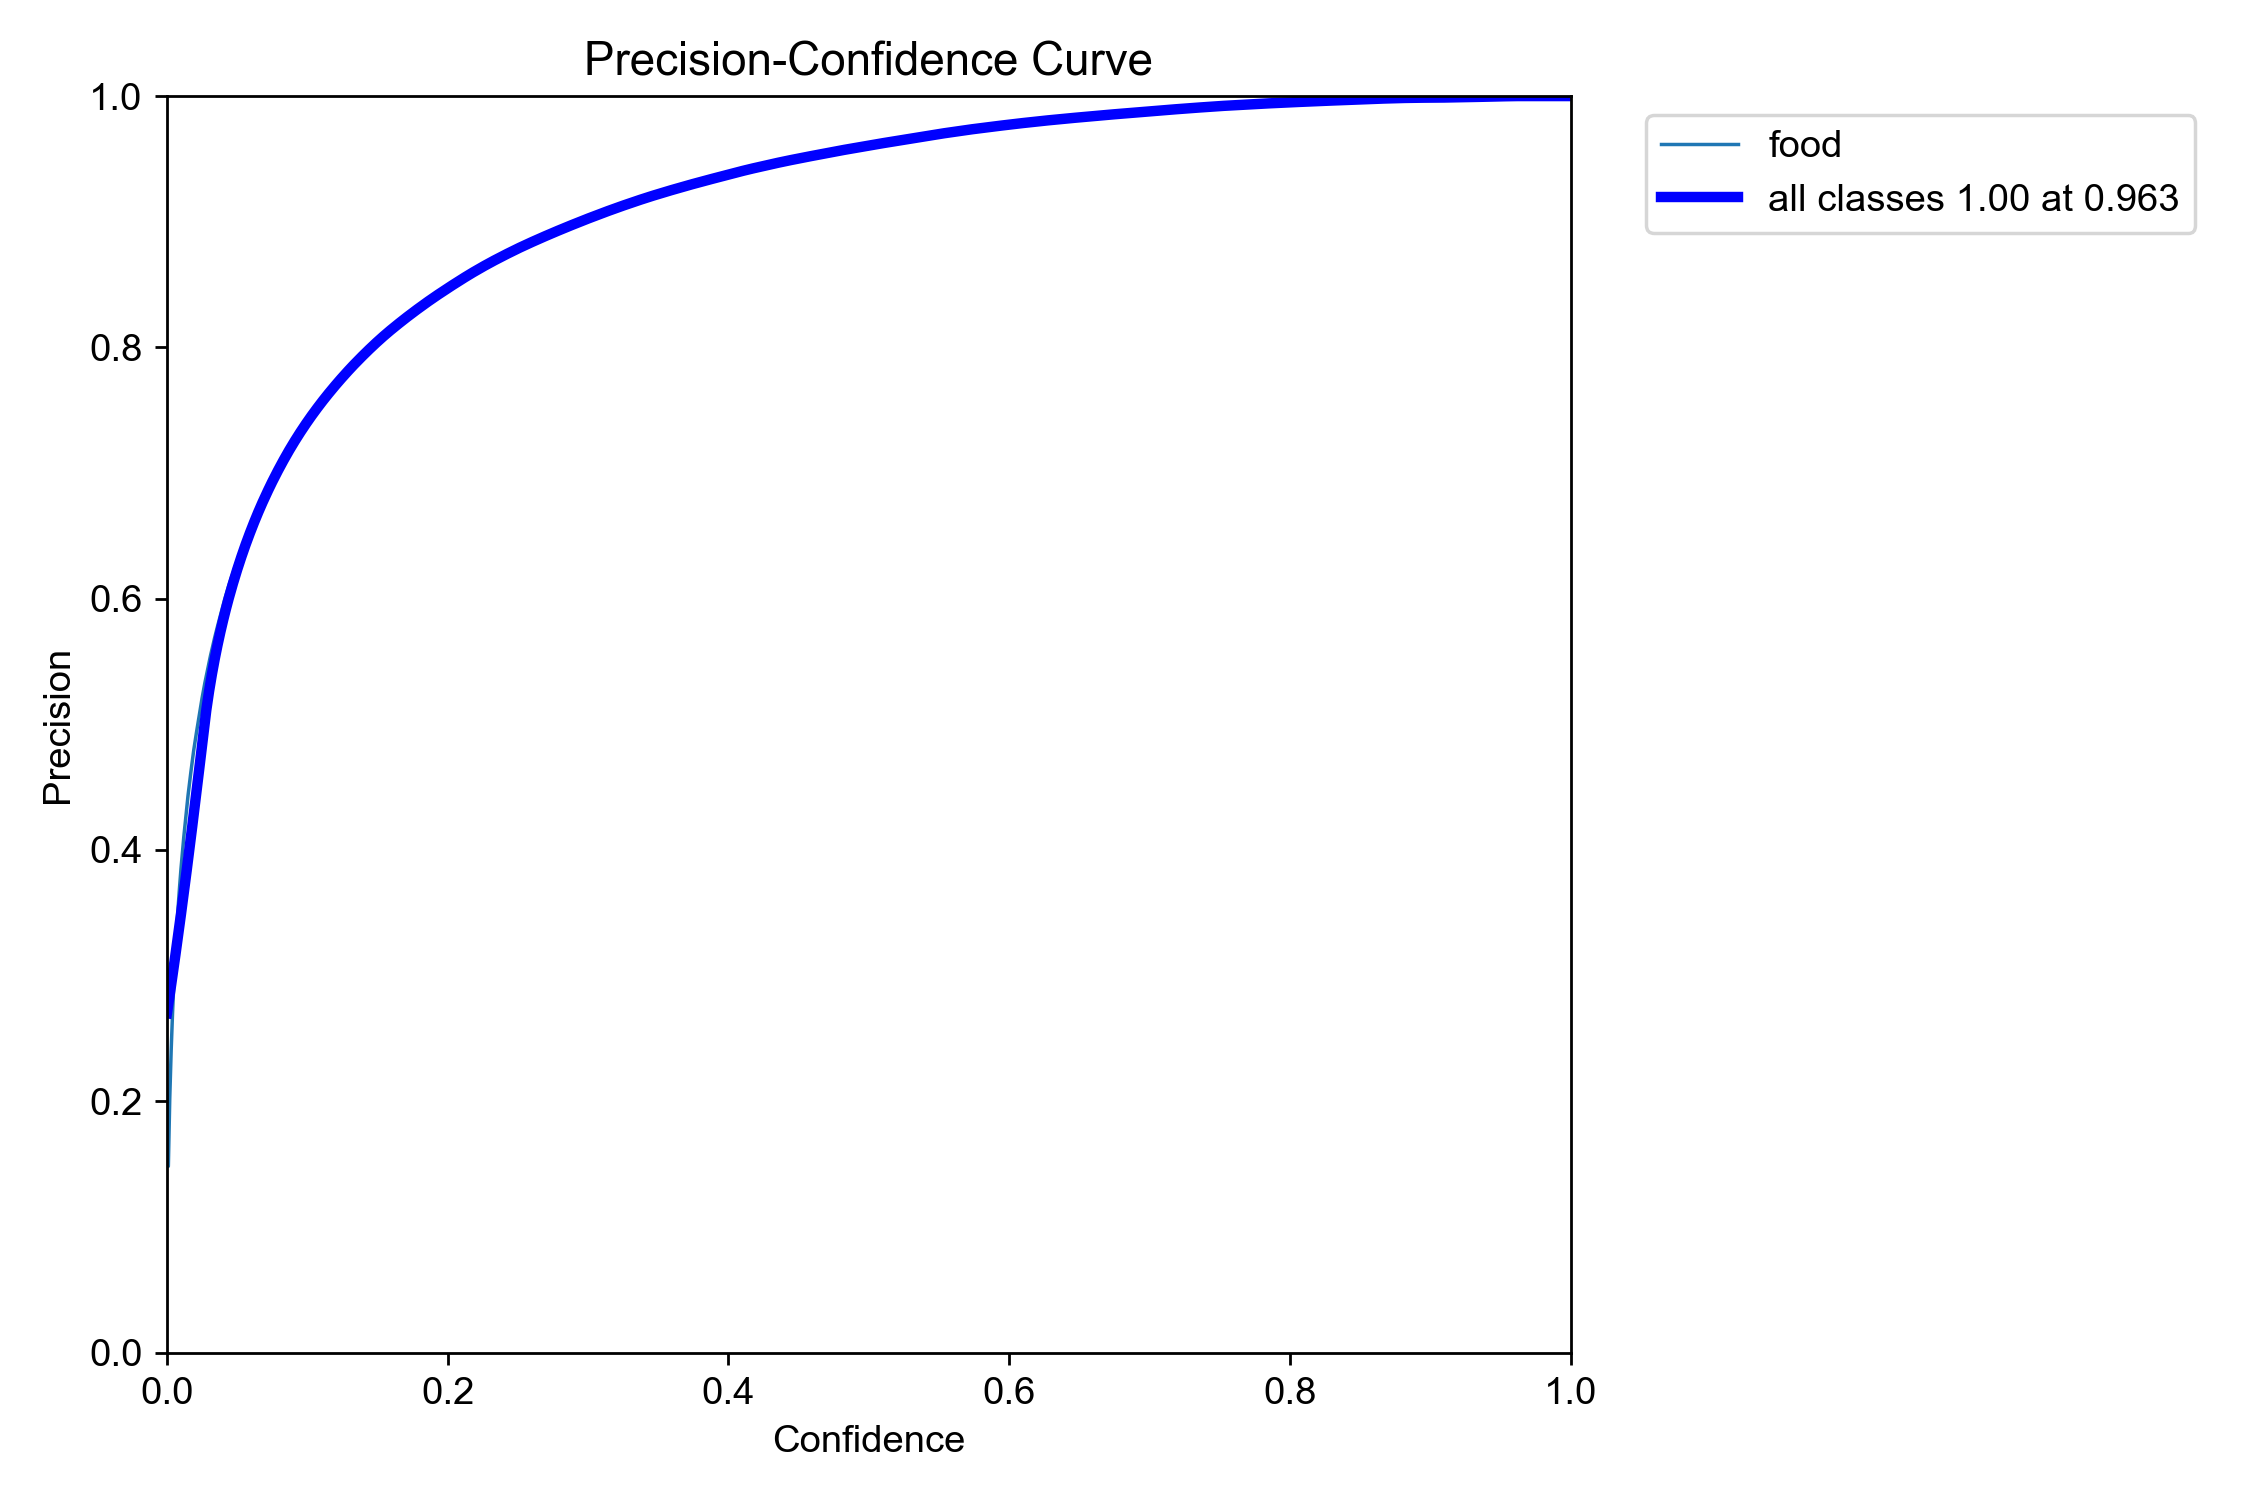 Precision-Confidence Curve
1.0
0.8
0.6
0.4
0.2
0.0
Precision
0.0 0.2 0.4 0.6 0.8 1.0
Confidence
food
all classes 1.00 at 0.963